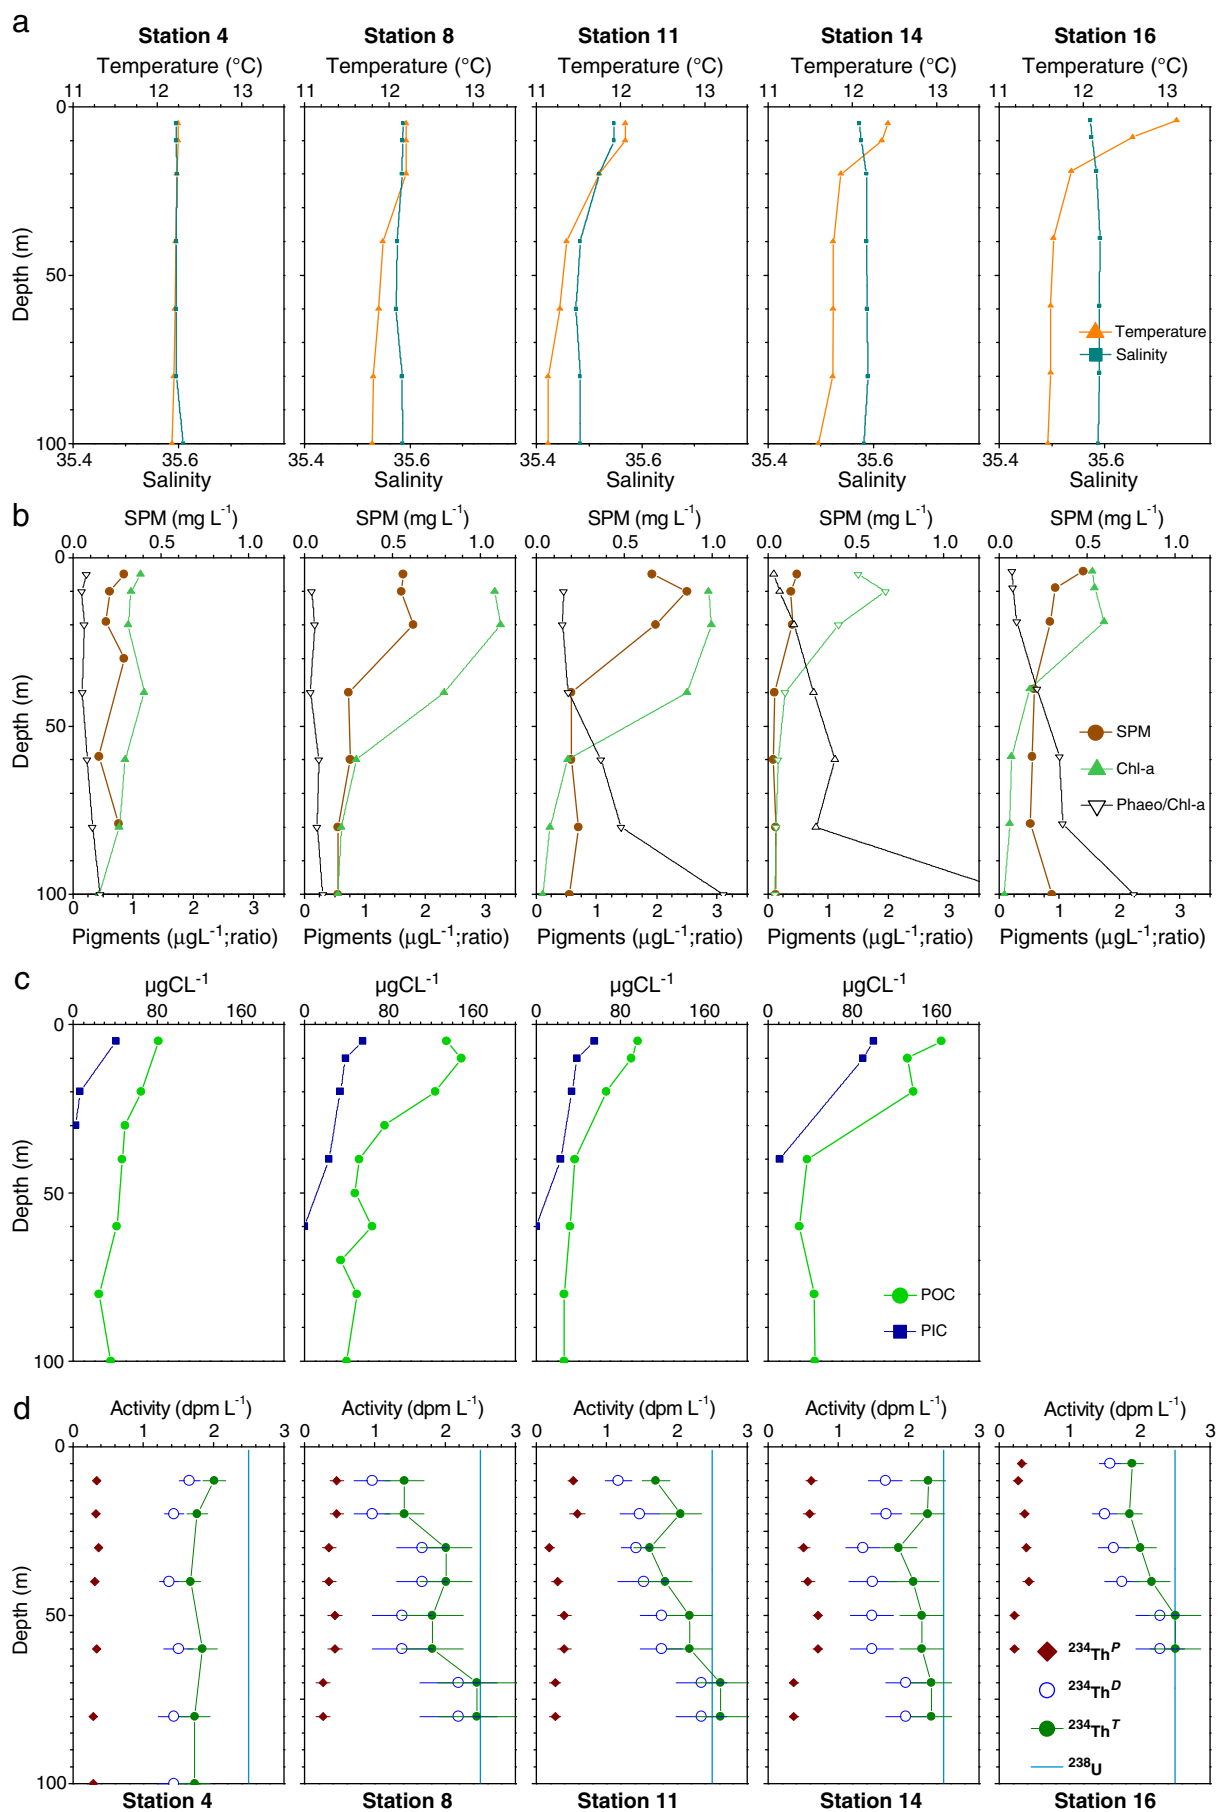 a
Station 4 Station 8 Station 11 Station 14 Station 16
Temperature (°C) Temperature (°C) Temperature (°C) Temperature (°C) Temperature (°C)
11 12 13 11 12 13 11 12 13 11 12 13 11 12 13
0
50
100
Depth (m)
Temperature
Salinity
35.4 35.6 35.4 35.6 35.4 35.6 35.4 35.6
35.4 35.6
Salinity Salinity Salinity Salinity Salinity
b
SPM (mg L⁻¹) SPM (mg L⁻¹) SPM (mg L⁻¹) SPM (mg L⁻¹) SPM (mg L⁻¹)
0.0 0.5 1.0 0.0 0.5 1.0 0.0 0.5 1.0 0.0 0.5 1.0 0.0 0.5 1.0
0
50
100
Depth (m)
SPM
Chl-a
Phaeo/Chl-a
0 1 2 3 0 1 2 3 0 1 2 3 0 1 2 3 0 1 2 3
Pigments (µgL⁻¹;ratio) Pigments (µgL⁻¹;ratio) Pigments (µgL⁻¹;ratio) Pigments (µgL⁻¹;ratio) Pigments (µgL⁻¹;ratio)
c
µgCL⁻¹ µgCL⁻¹ µgCL⁻¹ µgCL⁻¹
0 80 160 0 80 160 0 80 160 0 80 160
0
50
100
Depth (m)
POC
PIC
d
Activity (dpm L⁻¹) Activity (dpm L⁻¹) Activity (dpm L⁻¹) Activity (dpm L⁻¹) Activity (dpm L⁻¹)
0 1 2 3 0 1 2 3 0 1 2 3 0 1 2 3 0 1 2 3
0
50
100
Depth (m)
²³⁴Thᴾ
²³⁴Thᴰ
²³⁴Thᵀ
²³⁸U
Station 4 Station 8 Station 11 Station 14 Station 16